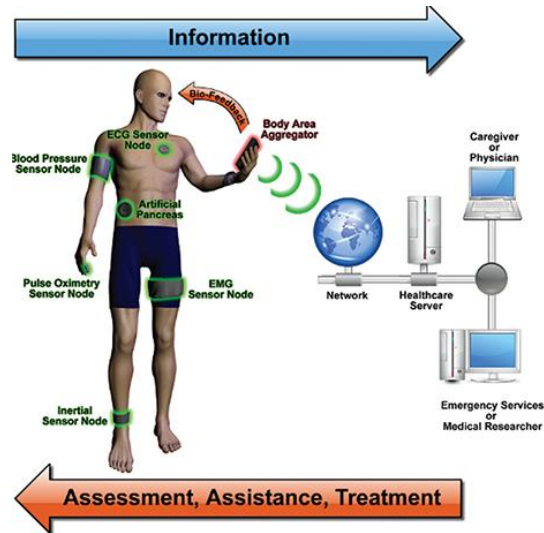 Information
Bio-Feedback
ECG Sensor
Node
Body Area
Aggregator
Blood Pressure
Sensor Node
Artificial
Pancreas
Pulse Oximetry
Sensor Node
EMG
Sensor Node
Inertial
Sensor Node
Caregiver
or
Physician
Network
Healthcare
Server
Emergency Services
or
Medical Researcher
Assessment, Assistance, Treatment